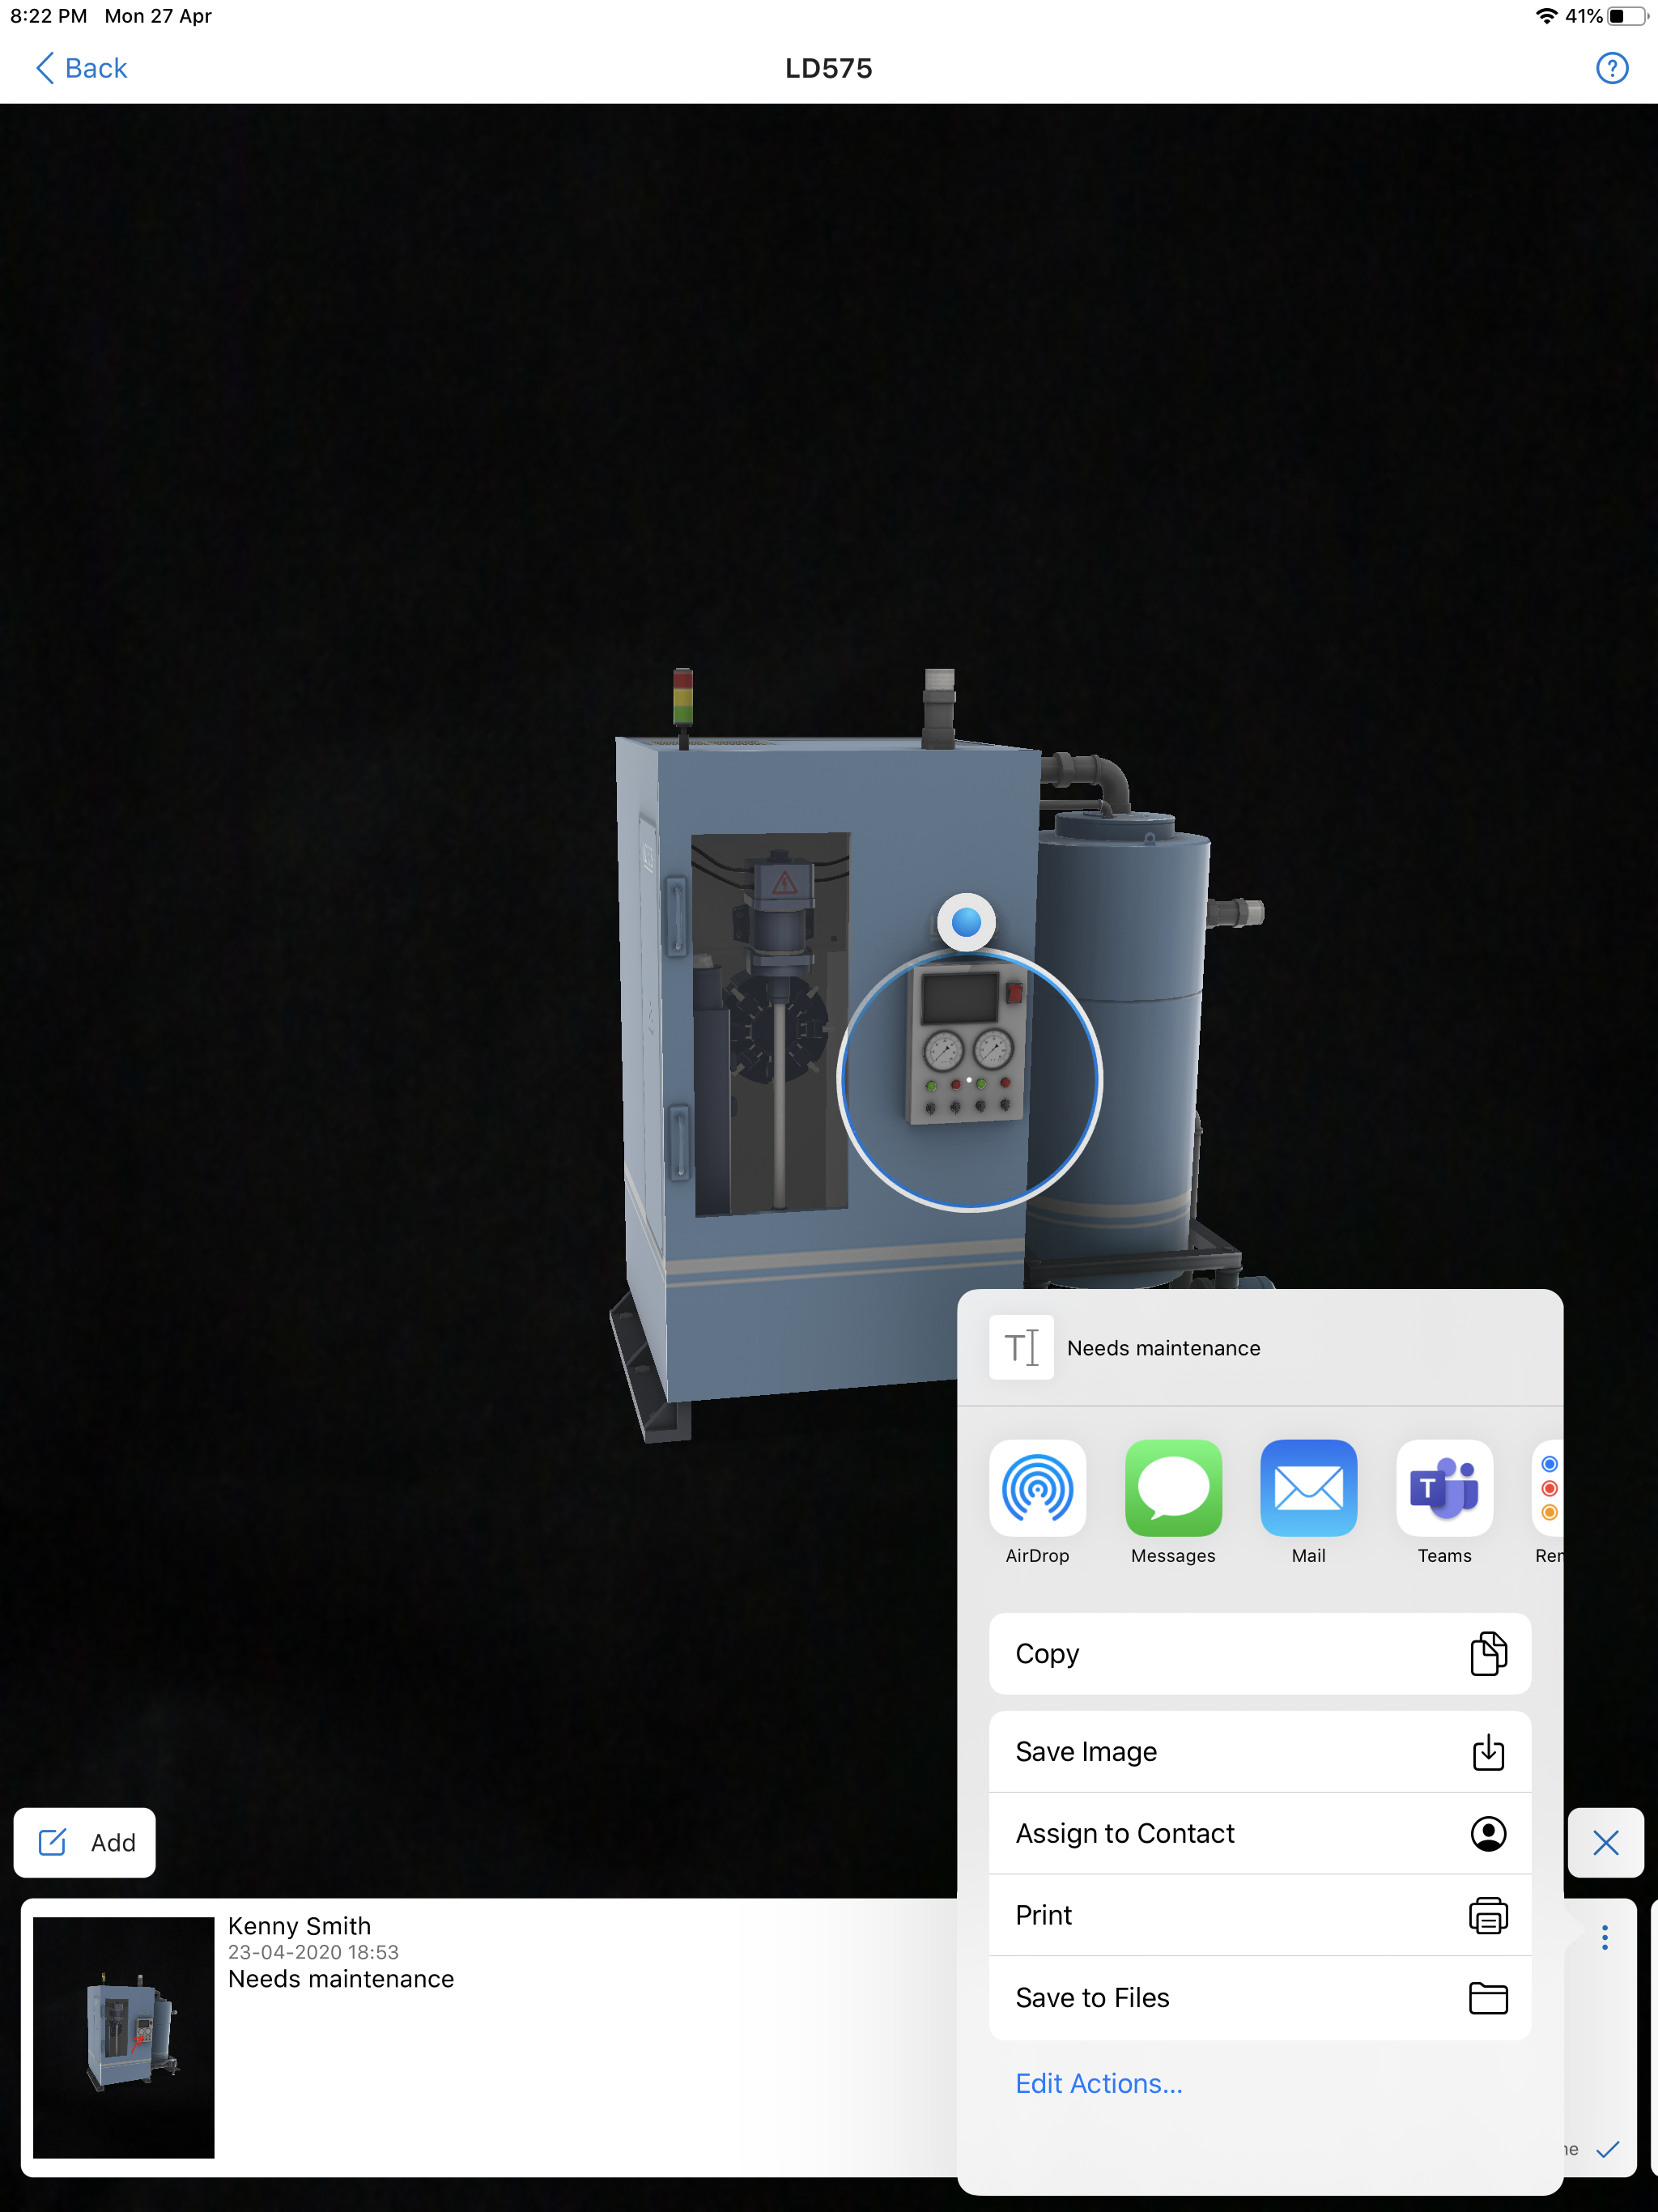 8:22 PM Mon 27 Apr 41%
Back LD575
Needs maintenance
AirDrop Messages Mail Teams
Copy
Save Image
Add Assign to Contact
Print
Kenny Smith
23-04-2020 18:53
Needs maintenance
Save to Files
Edit Actions...